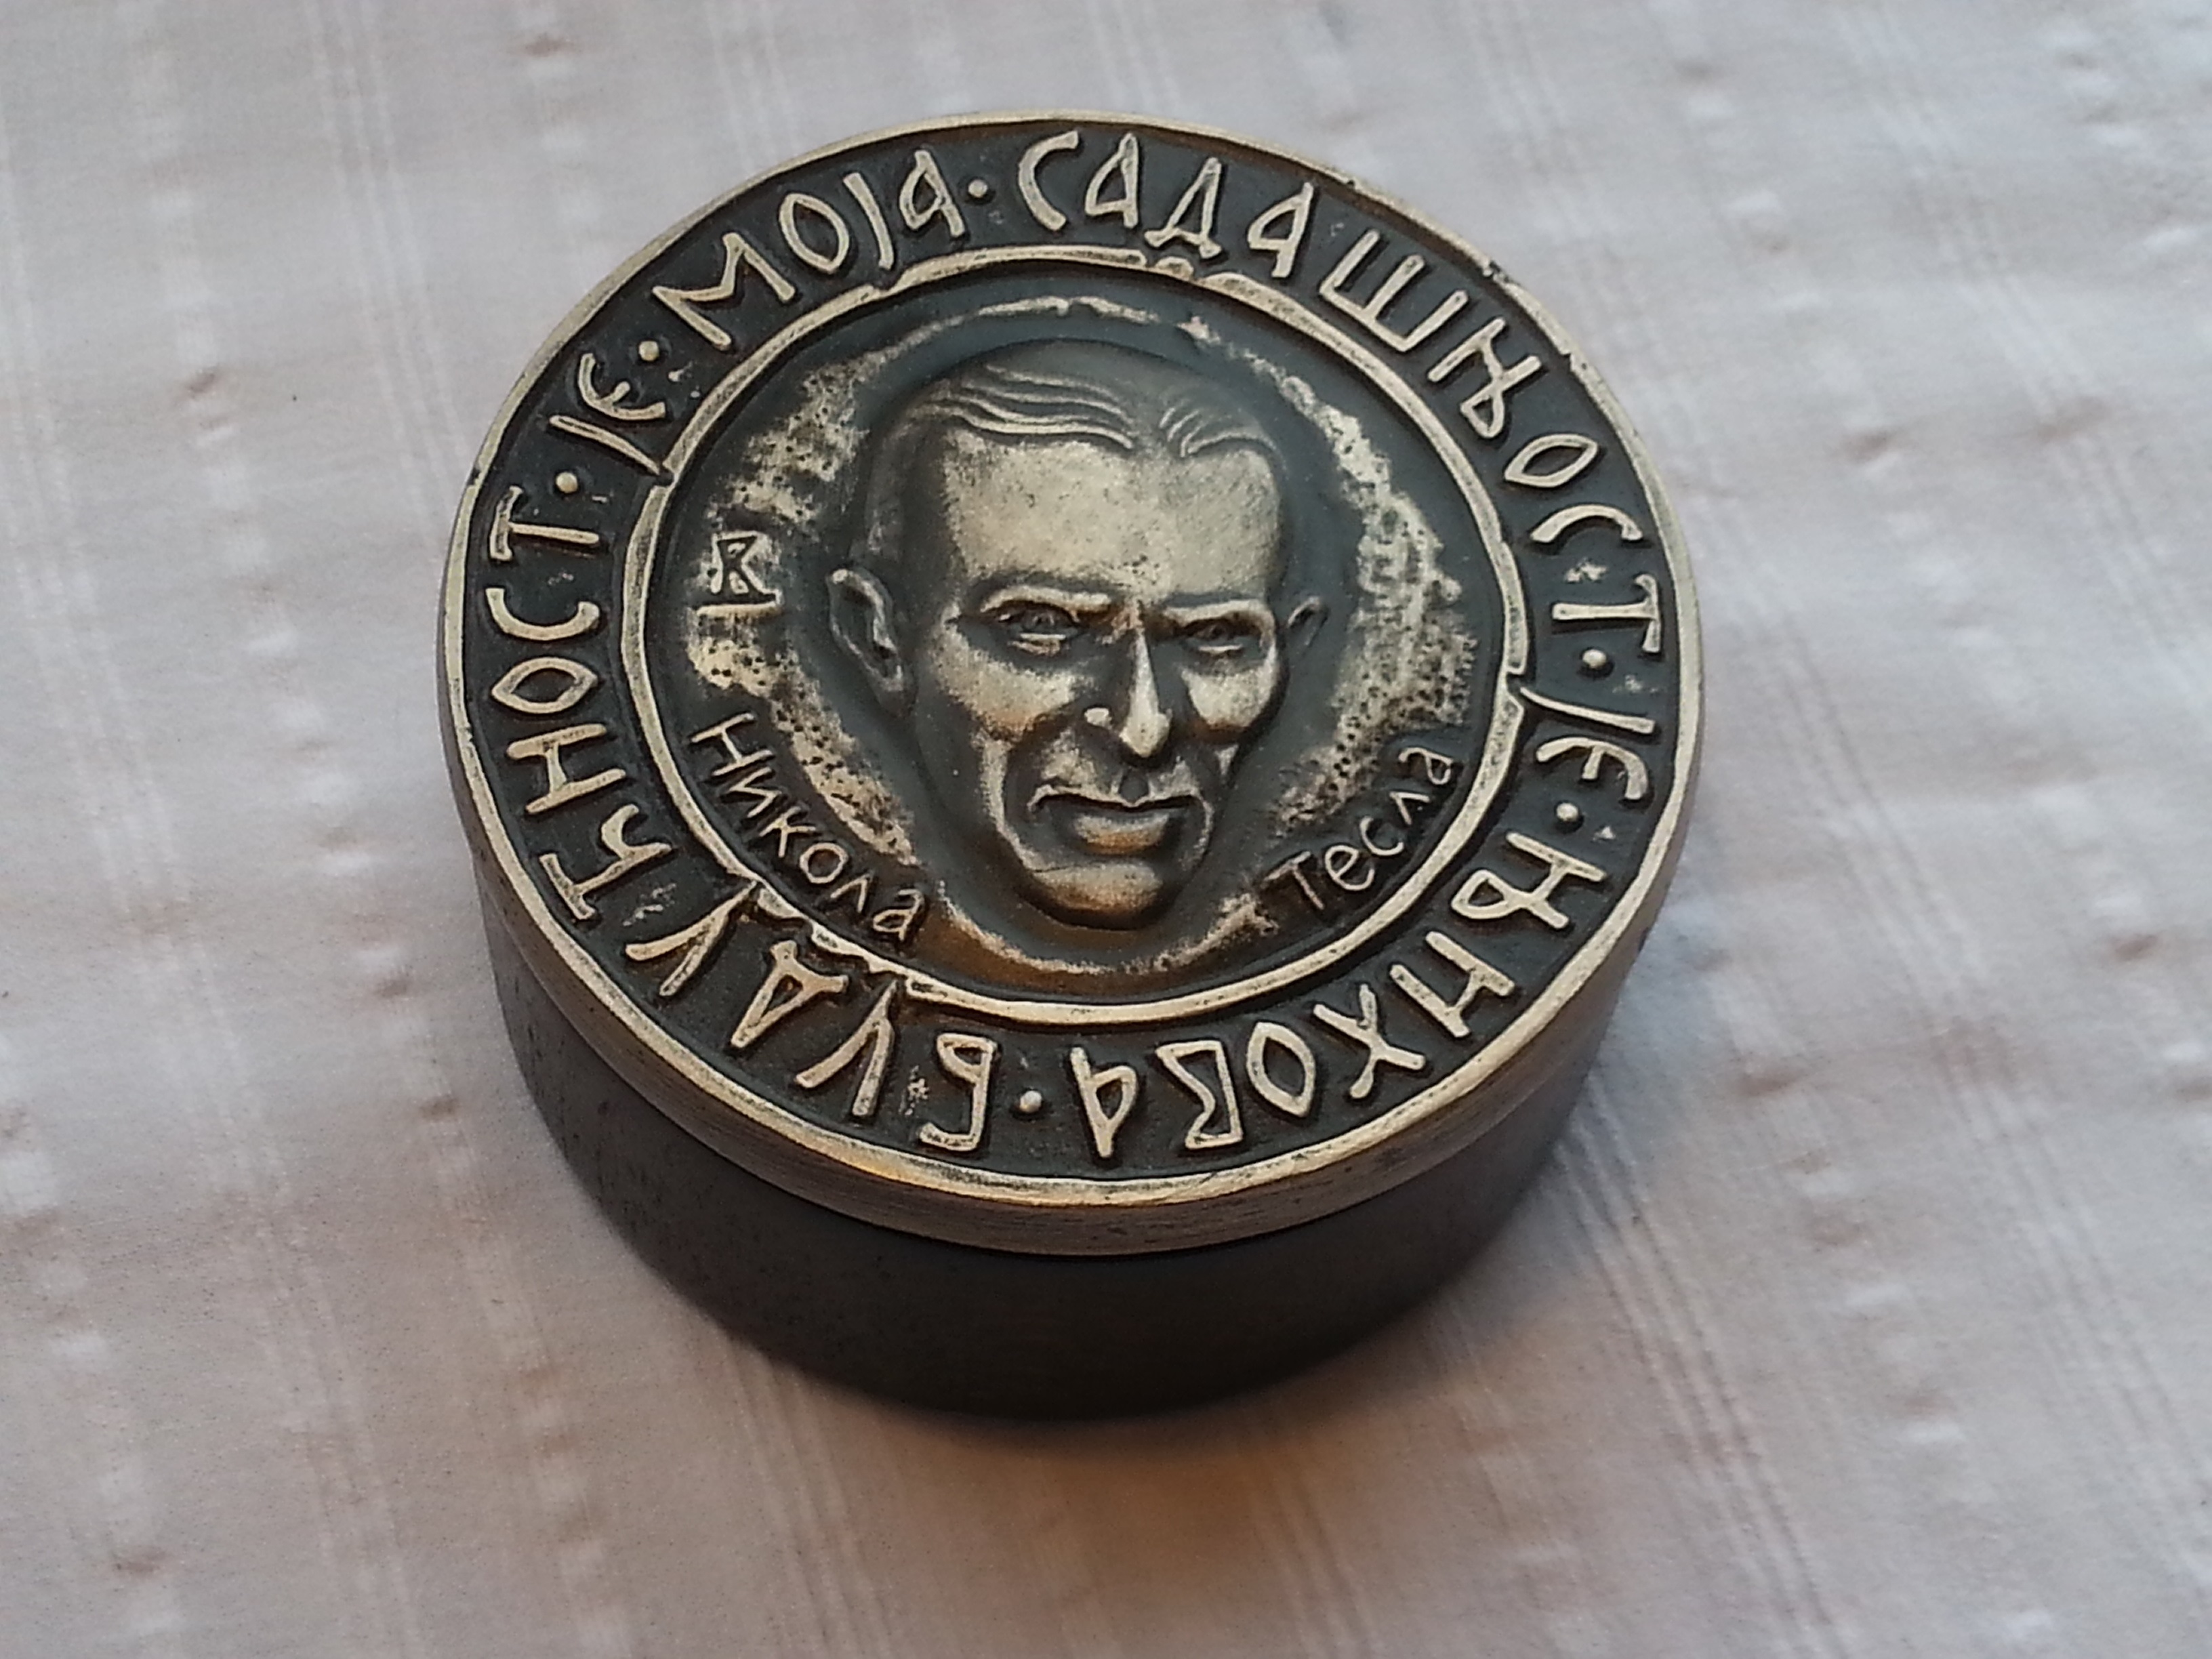 БУДУЋНОСТ · ЈЕ · МОЈА · САДАШЊОСТ · ЈЕ · ЊИХОВА ·
Никола Тесла